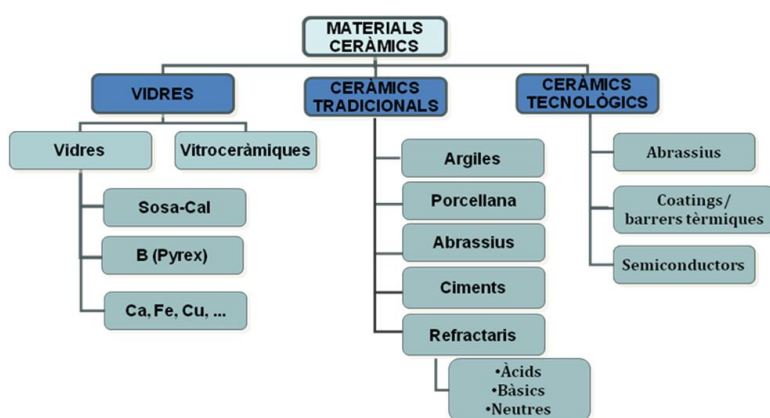 MATERIALS
CERÀMICS
VIDRES
CERÀMICS
TRADICIONALS
CERÀMICS
TECNOLÒGICS
Vidres
Vitroceràmiques
Sosa-Cal
B (Pyrex)
Ca, Fe, Cu, ...
Argiles
Porcellana
Abrassius
Ciments
Refractaris
•Àcids
•Bàsics
•Neutres
Abrassius
Coatings/
barrers tèrmiques
Semiconductors